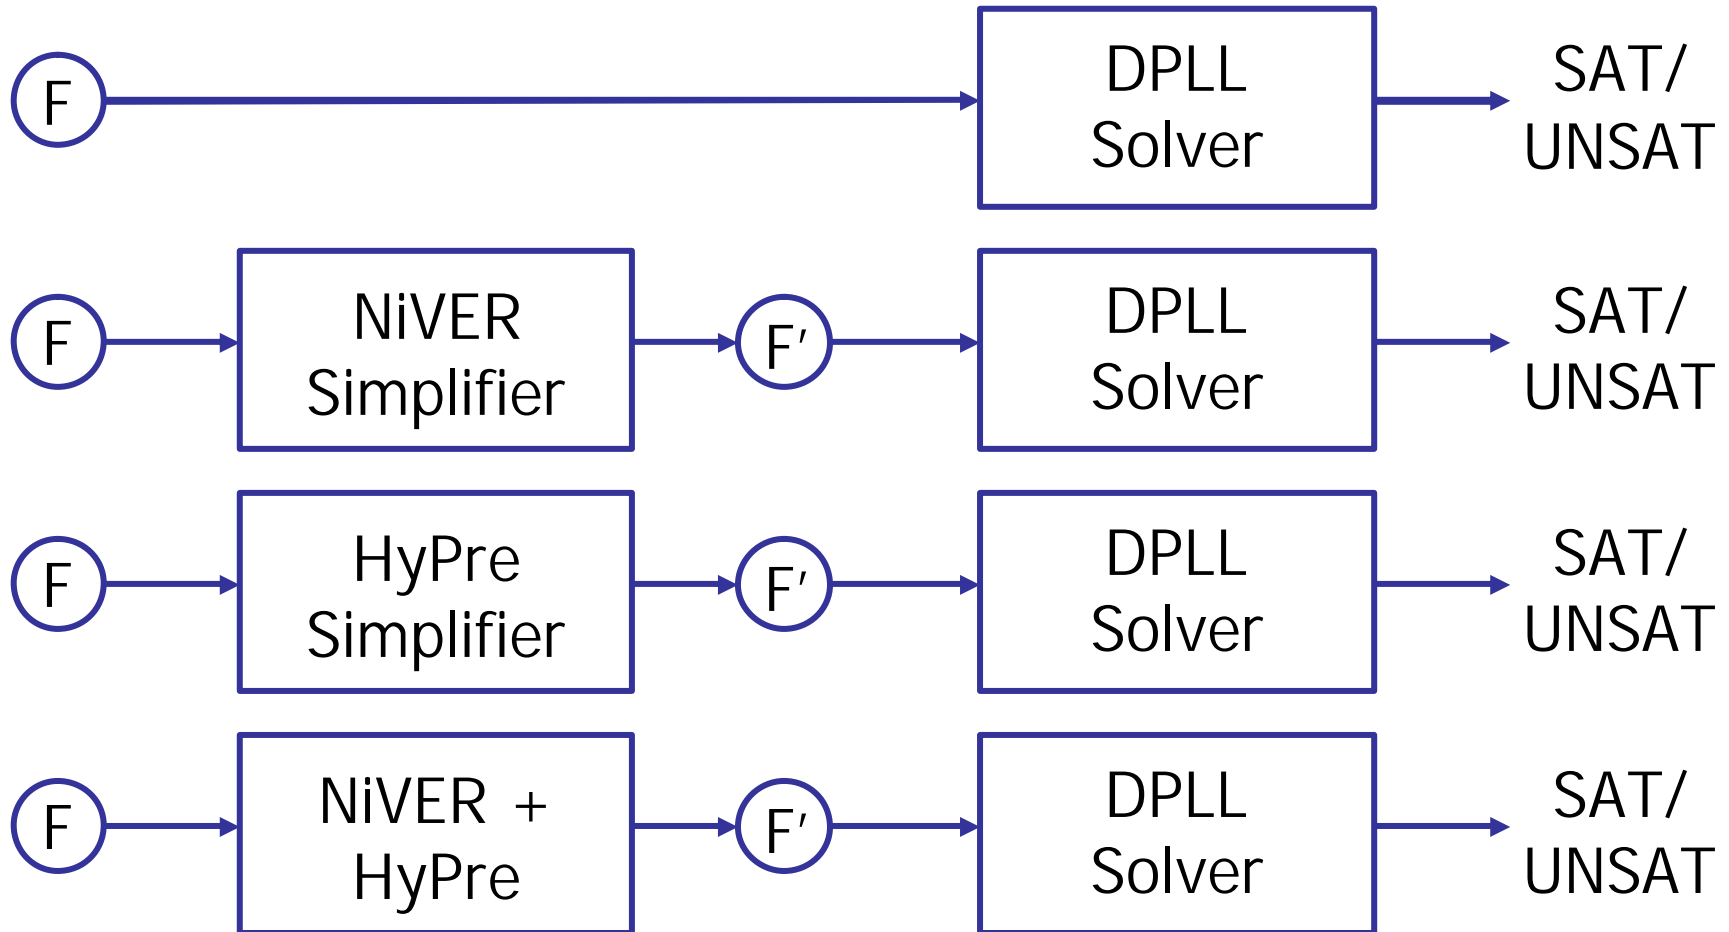 F
DPLL
Solver
SAT/
UNSAT
F
NiVER
Simplifier
F'
DPLL
Solver
SAT/
UNSAT
F
HyPre
Simplifier
F'
DPLL
Solver
SAT/
UNSAT
F
NiVER +
HyPre
F'
DPLL
Solver
SAT/
UNSAT